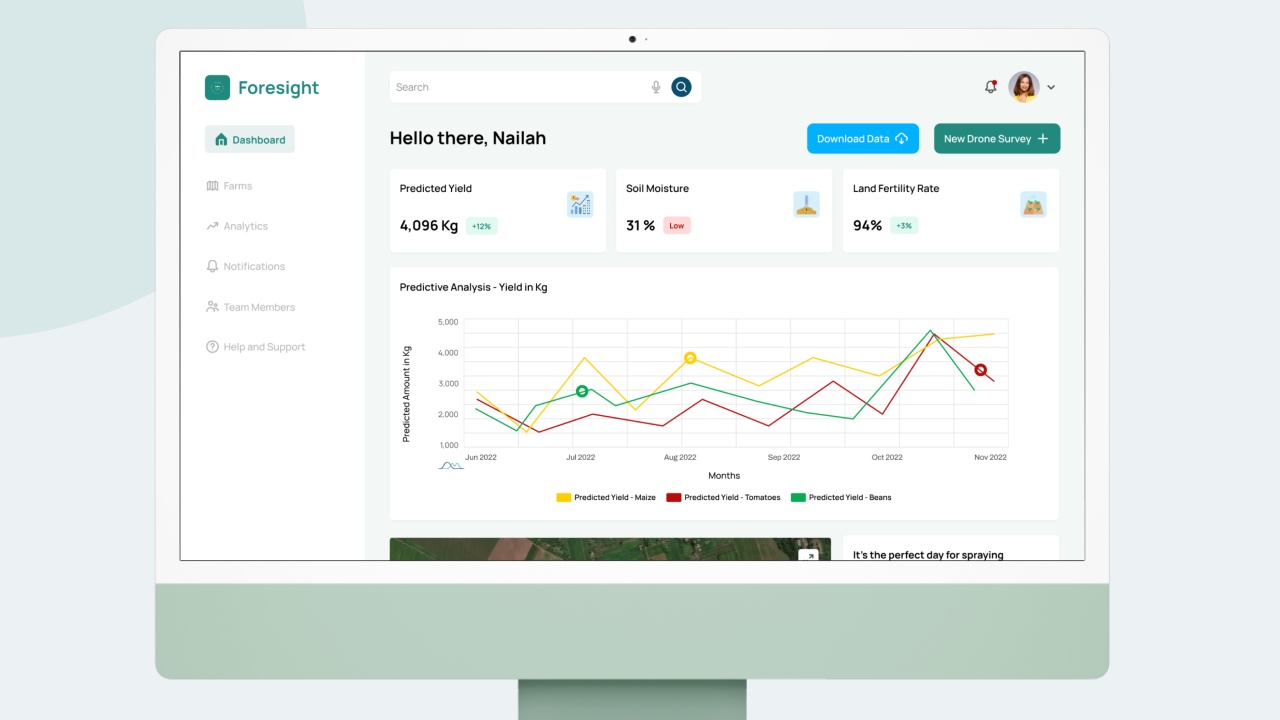 Foresight
Search
Dashboard
Hello there, Nailah
Download Data
New Drone Survey
Farms
Analytics
Notifications
Team Members
Help and Support
Predicted Yield
4,096 Kg +12%
Soil Moisture
31 % Low
Land Fertility Rate
94% +3%
Predictive Analysis - Yield in Kg
Predicted Amount in Kg
5,000
4,000
3,000
2,000
1,000
Jun 2022 Jul 2022 Aug 2022 Sep 2022 Oct 2022 Nov 2022
Months
Predicted Yield - Maize Predicted Yield - Tomatoes Predicted Yield - Beans
It's the perfect day for spraying